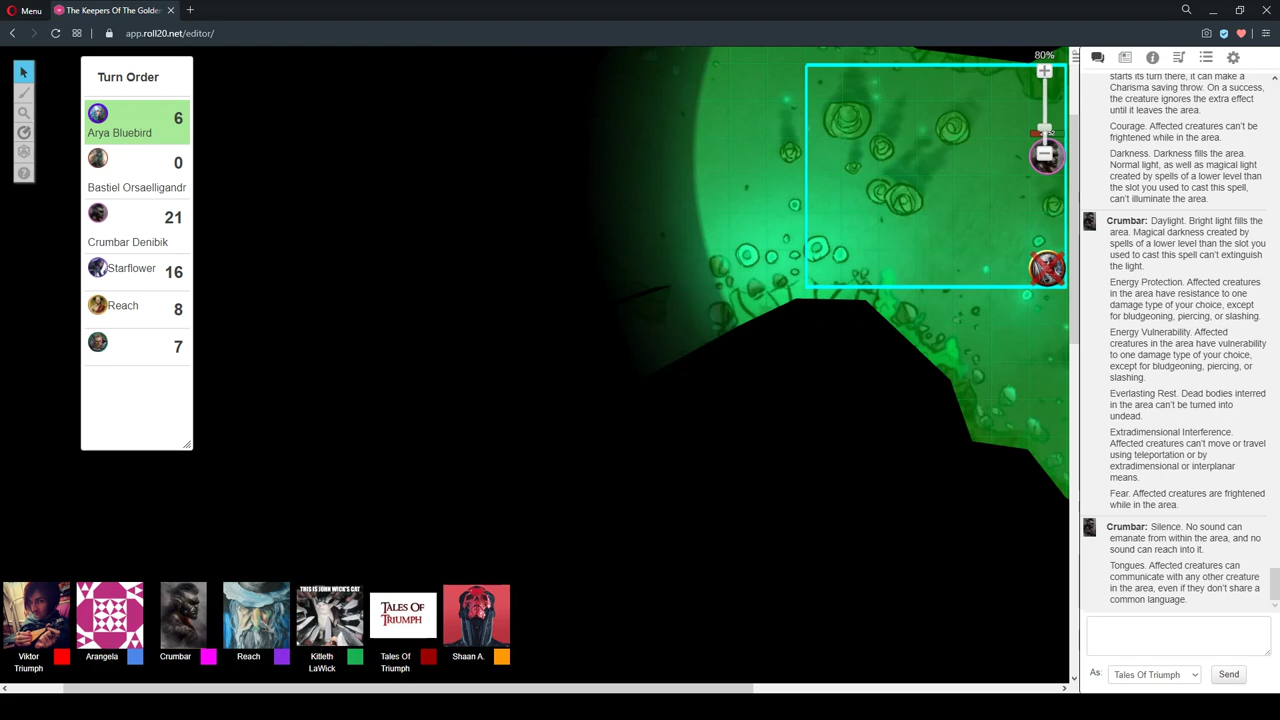 Menu
The Keepers Of The Golden
app.roll20.net/editor/
80%
Turn Order
Arya Bluebird
6
Bastiel Orsaelligandr
0
Crumbar Denibik
21
Starflower
16
Reach
8
7
starts its turn there, it can make a
Charisma saving throw. On a success,
the creature ignores the extra effect
until it leaves the area.
Courage. Affected creatures can't be
frightened while in the area.
Darkness. Darkness fills the area.
Normal light, as well as magical light
created by spells of a lower level than
the slot you used to cast this spell,
can't illuminate the area.
Crumbar: Daylight. Bright light fills the
area. Magical darkness created by
spells of a lower level than the slot you
used to cast this spell can't extinguish
the light.
Energy Protection. Affected creatures
in the area have resistance to one
damage type of your choice, except
for bludgeoning, piercing, or slashing.
Energy Vulnerability. Affected
creatures in the area have vulnerability
to one damage type of your choice,
except for bludgeoning, piercing, or
slashing.
Everlasting Rest. Dead bodies interred
in the area can't be turned into
undead.
Extradimensional Interference.
Affected creatures can't move or travel
using teleportation or by
extradimensional or interplanar
means.
Fear. Affected creatures are frightened
while in the area.
Crumbar: Silence. No sound can
emanate from within the area, and no
sound can reach into it.
Tongues. Affected creatures can
communicate with any other creature
in the area, even if they don't share a
common language.
THIS IS JOHN WICK'S CAT
TALES OF
TRIUMPH
Viktor
Triumph
Arangela
Crumbar
Reach
Kitleth
LaWick
Tales Of
Triumph
Shaan A.
As:
Tales Of Triumph
Send